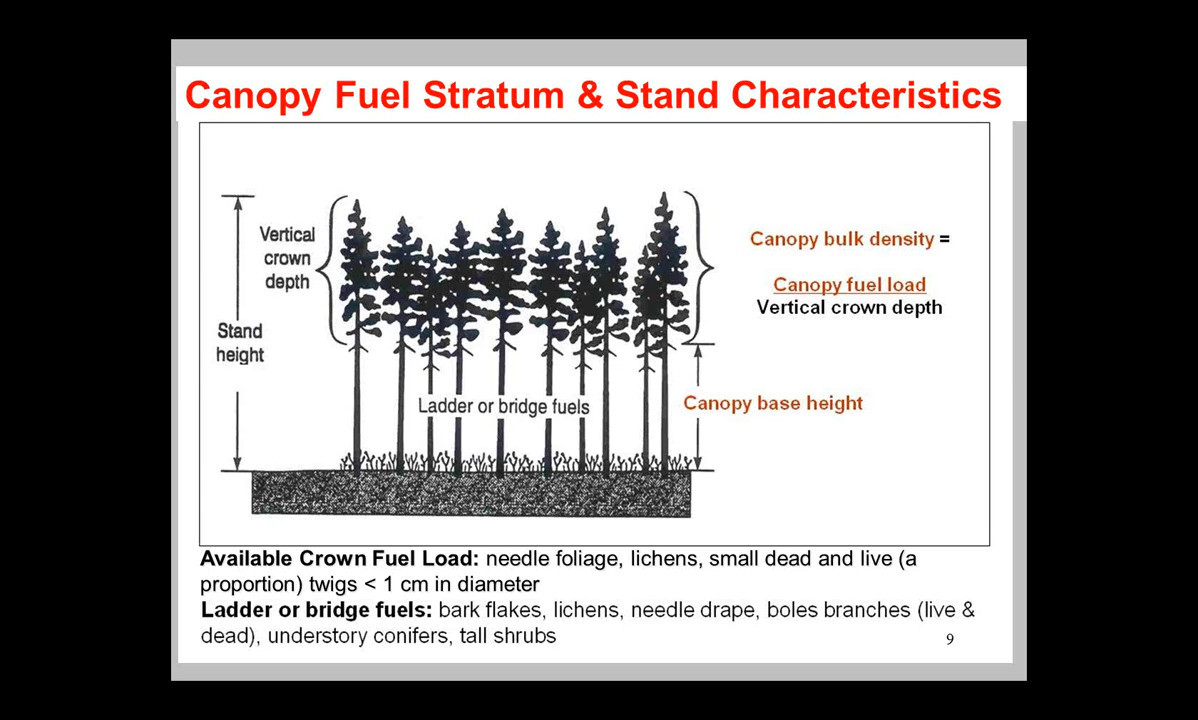 Canopy Fuel Stratum & Stand Characteristics
Vertical
crown
depth
Stand
height
Canopy bulk density =
Canopy fuel load
Vertical crown depth
Ladder or bridge fuels
Canopy base height
Available Crown Fuel Load: needle foliage, lichens, small dead and live (a
proportion) twigs < 1 cm in diameter
Ladder or bridge fuels: bark flakes, lichens, needle drape, boles branches (live &
dead), understory conifers, tall shrubs
9